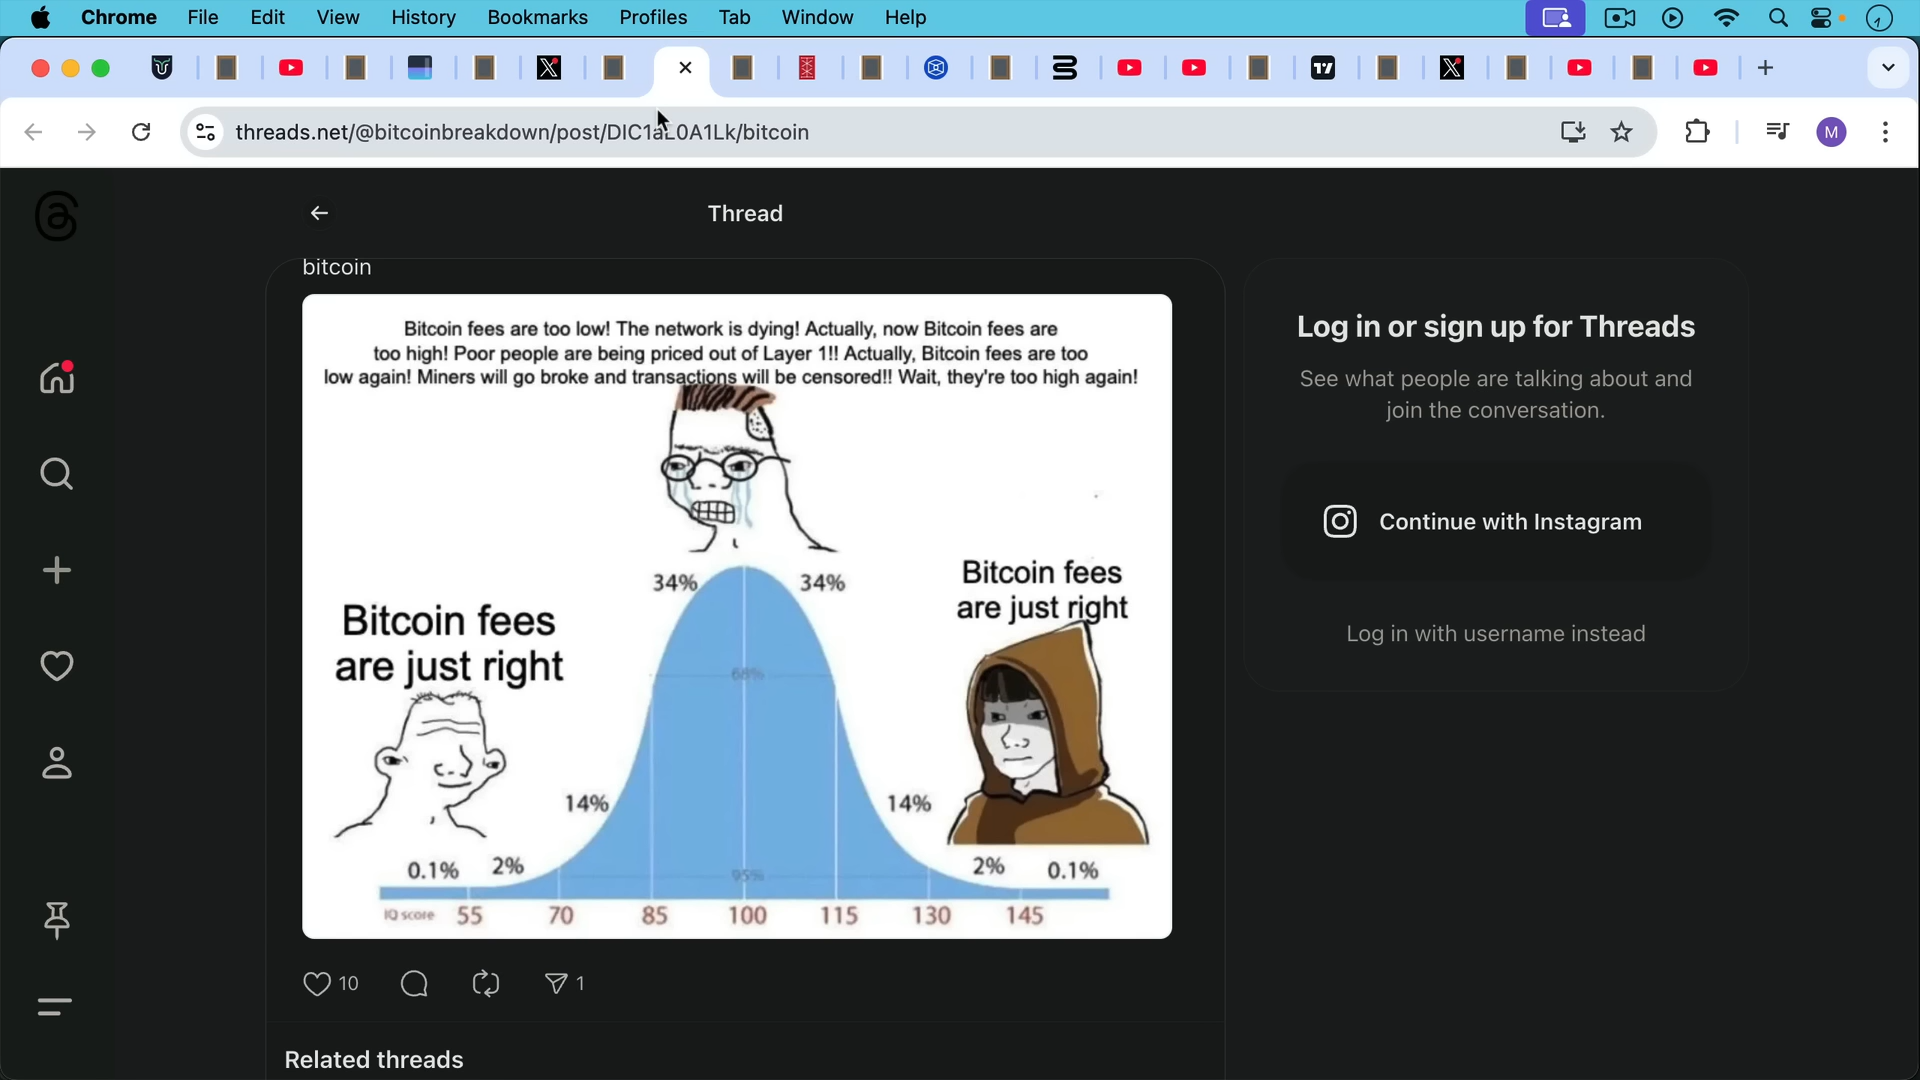 Chrome File Edit View History Bookmarks Profiles Tab Window Help
threads.net/@bitcoinbreakdown/post/DIC1aL0A1Lk/bitcoin
M
Thread
bitcoin
Bitcoin fees are too low! The network is dying! Actually, now Bitcoin fees are
too high! Poor people are being priced out of Layer 1!! Actually, Bitcoin fees are too
low again! Miners will go broke and transactions will be censored!! Wait, they're too high again!
34% 34%
Bitcoin fees
are just right
Bitcoin fees
are just right
68%
14% 14%
0.1% 2% 95% 2% 0.1%
IQ score 55 70 85 100 115 130 145
10 1
Related threads
Log in or sign up for Threads
See what people are talking about and
join the conversation.
Continue with Instagram
Log in with username instead